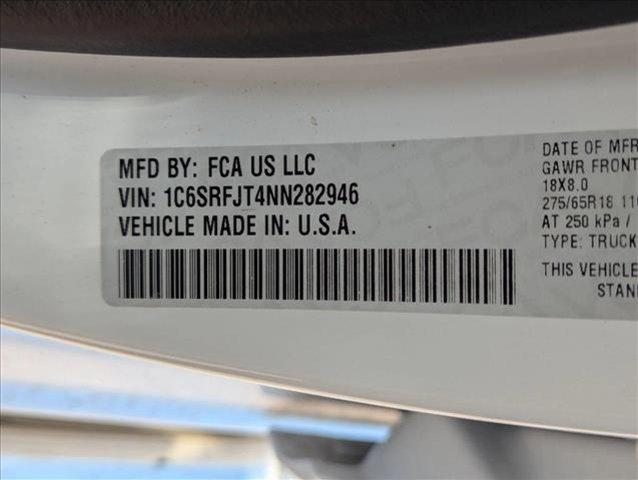 MFD BY: FCA US LLC
VIN: 1C6SRFJT4NN282946
VEHICLE MADE IN: U.S.A.
DATE OF MFR
GAWR FRONT
18X8.0
275/65R18 11
AT 250 kPa /
TYPE: TRUCK
THIS VEHICLE
STAN